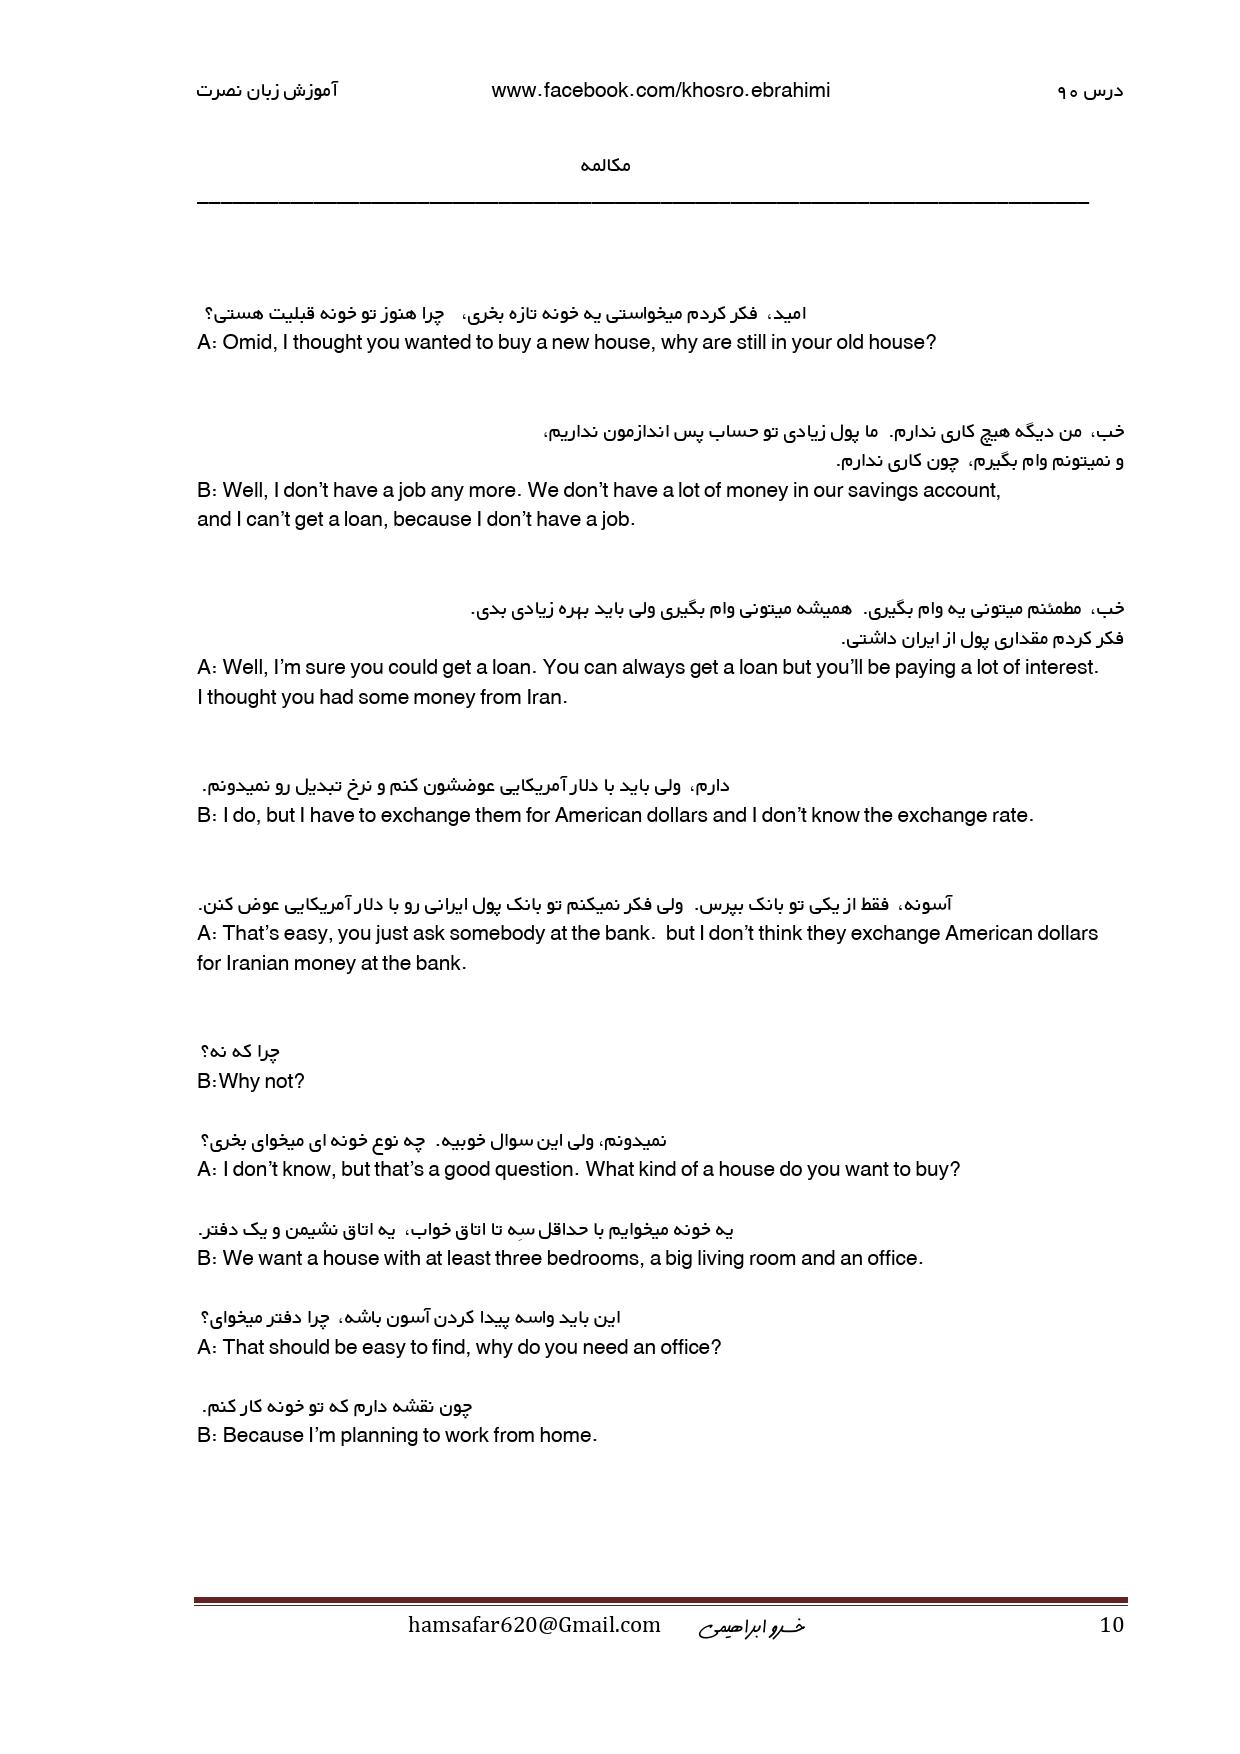 درس ۹۰ www.facebook.com/khosro.ebrahimi آموزش زبان نصرت
مکالمه
امید، فکر کردم میخواستی یه خونه تازه بخری، چرا هنوز تو خونه قبلیت هستی؟
A: Omid, I thought you wanted to buy a new house, why are still in your old house?
خب، من دیگه هیچ کاری ندارم. ما پول زیادی تو حساب پس اندازمون نداریم،
و نمیتونم وام بگیرم، چون کاری ندارم.
B: Well, I don’t have a job any more. We don’t have a lot of money in our savings account,
and I can’t get a loan, because I don’t have a job.
خب، مطمئنم میتونی یه وام بگیری. همیشه میتونی وام بگیری ولی باید بهره زیادی بدی.
فکر کردم مقداری پول از ایران داشتی.
A: Well, I’m sure you could get a loan. You can always get a loan but you’ll be paying a lot of interest.
I thought you had some money from Iran.
دارم، ولی باید با دلار آمریکایی عوضشون کنم و نرخ تبدیل رو نمیدونم.
B: I do, but I have to exchange them for American dollars and I don’t know the exchange rate.
آسونه، فقط از یکی تو بانک بپرس. ولی فکر نمیکنم تو بانک پول ایرانی رو با دلار آمریکایی عوض کنن.
A: That’s easy, you just ask somebody at the bank. but I don’t think they exchange American dollars
for Iranian money at the bank.
چرا که نه؟
B:Why not?
نمیدونم، ولی این سوال خوبیه. چه نوع خونه ای میخوای بخری؟
A: I don’t know, but that’s a good question. What kind of a house do you want to buy?
یه خونه میخوایم با حداقل سِه تا اتاق خواب، یه اتاق نشیمن و یک دفتر.
B: We want a house with at least three bedrooms, a big living room and an office.
این باید واسه پیدا کردن آسون باشه، چرا دفتر میخوای؟
A: That should be easy to find, why do you need an office?
چون نقشه دارم که تو خونه کار کنم.
B: Because I’m planning to work from home.
hamsafar620@Gmail.com خسرو ابراهیمی 10